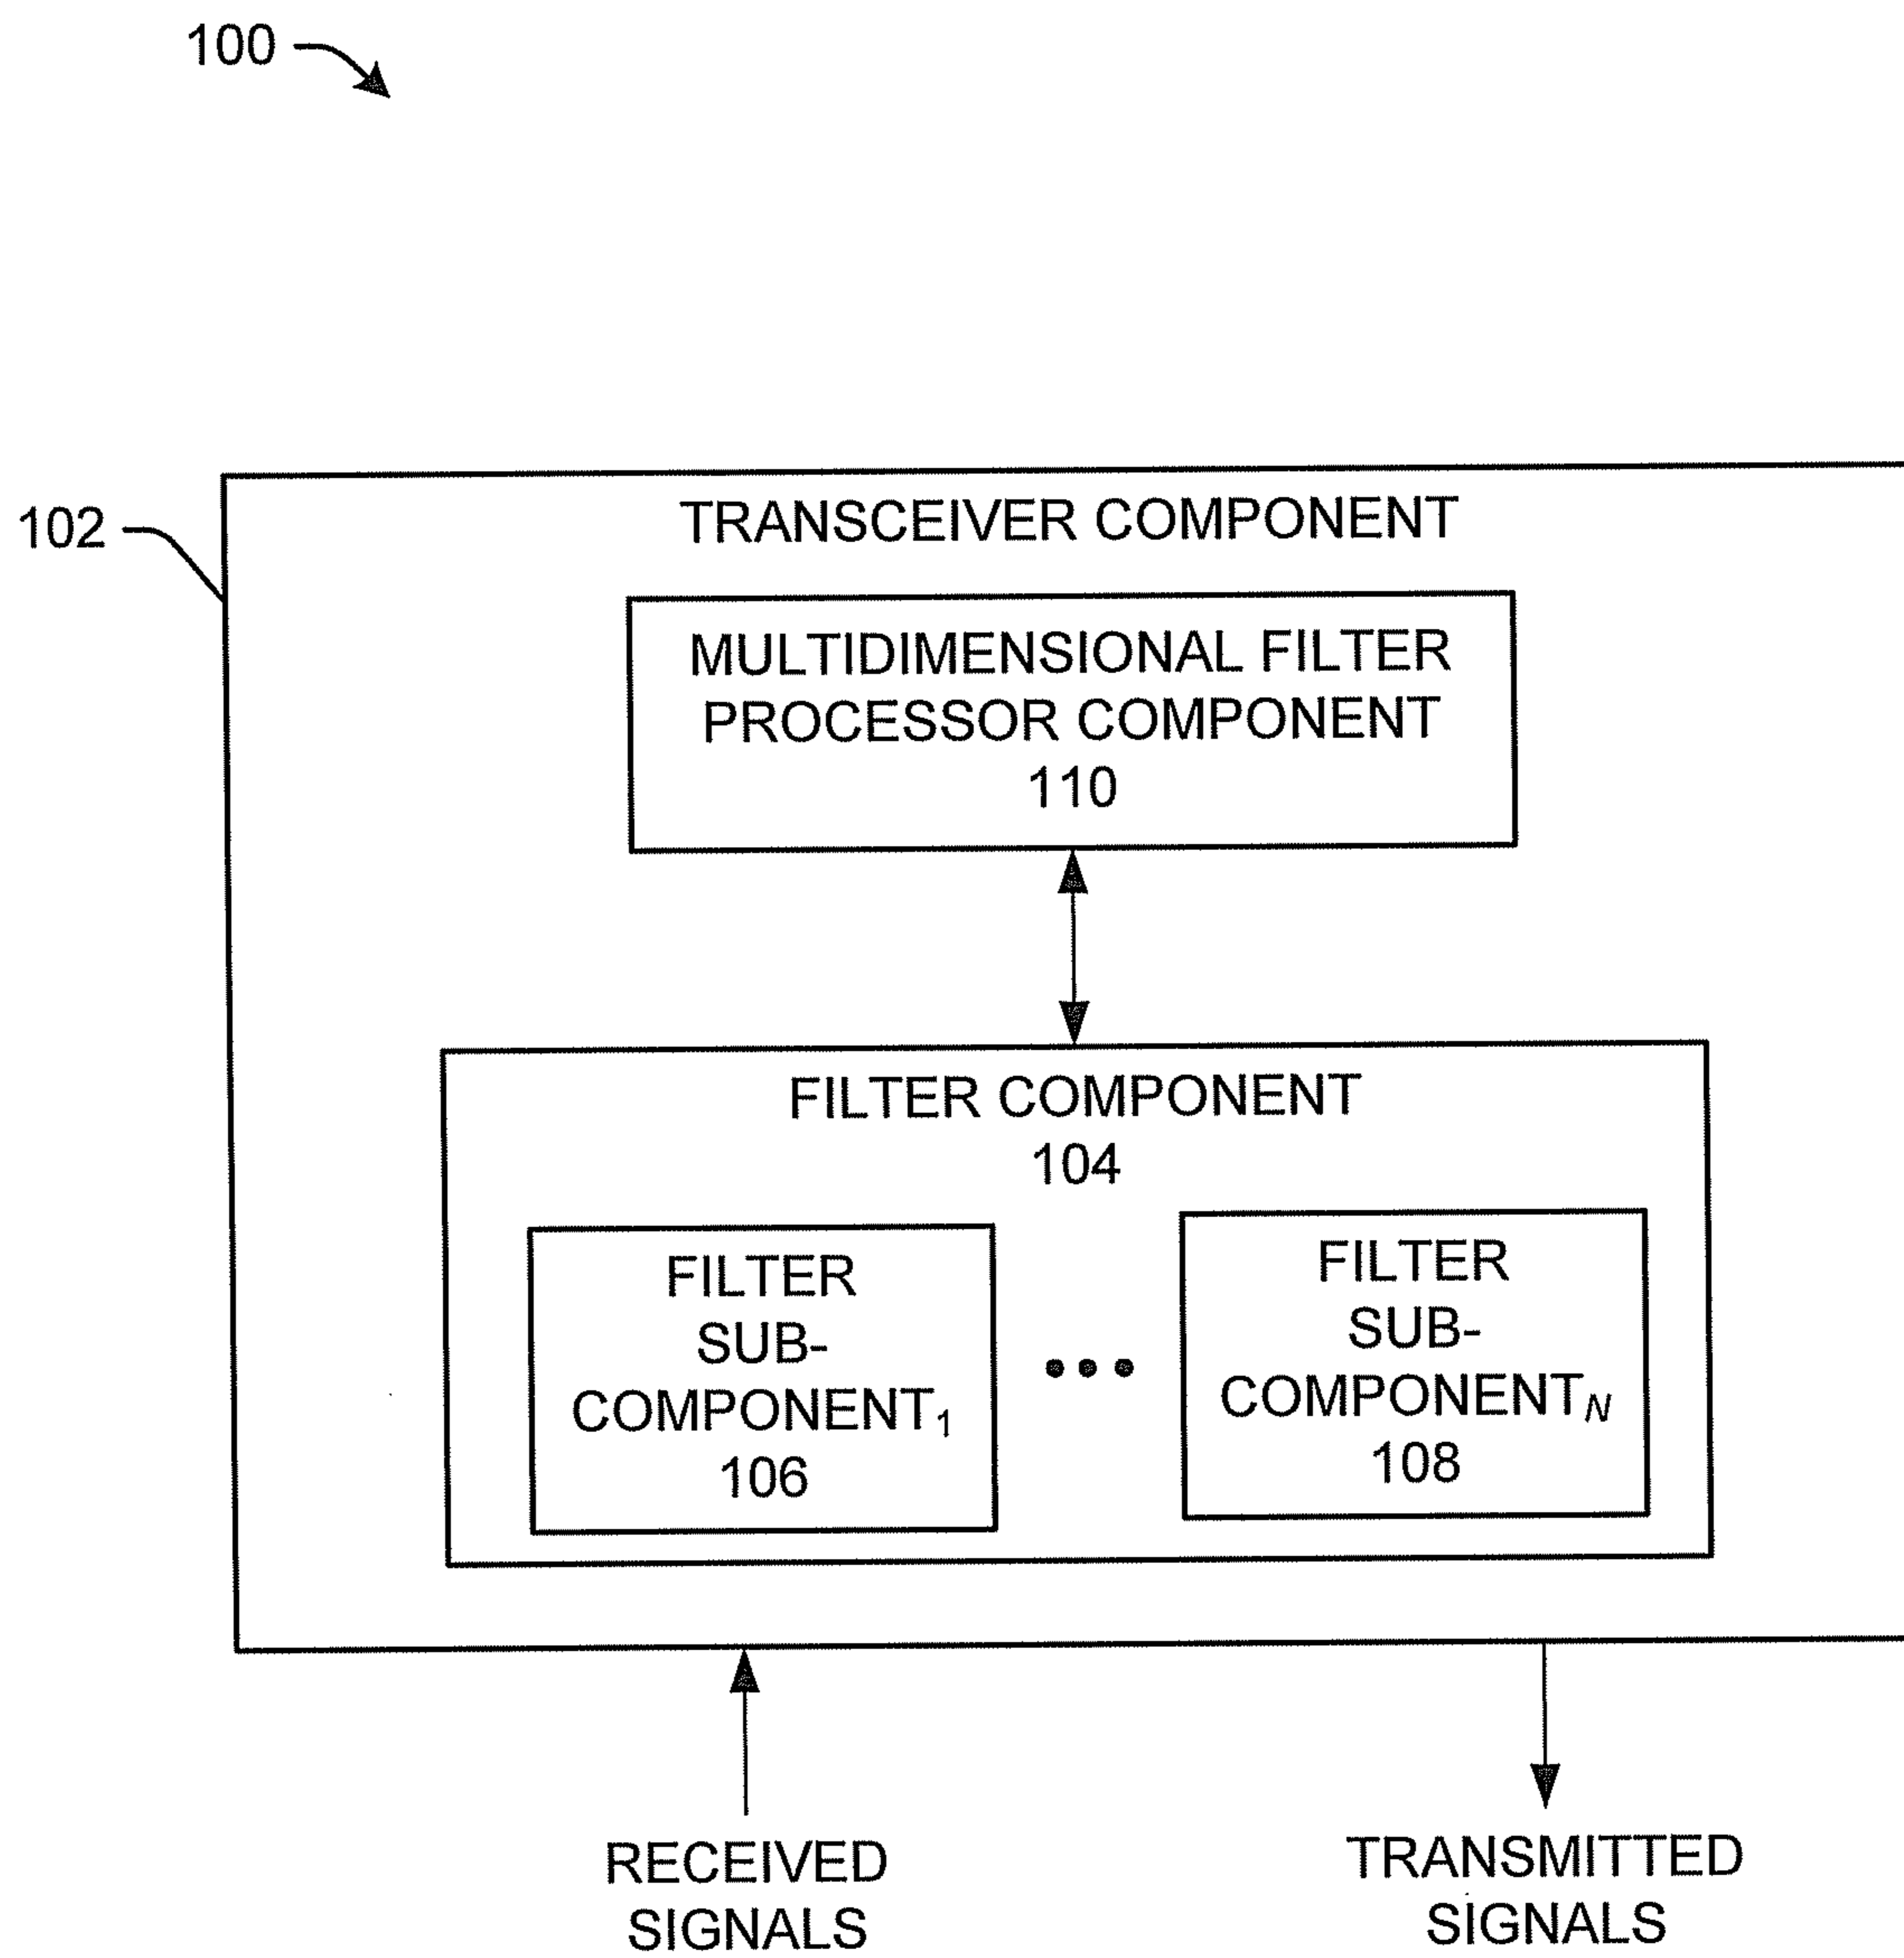 100
102
TRANSCEIVER COMPONENT
MULTIDIMENSIONAL FILTER
PROCESSOR COMPONENT
110
FILTER COMPONENT
104
FILTER
SUB-
COMPONENT₁
106
FILTER
SUB-
COMPONENT_N
108
RECEIVED
SIGNALS
TRANSMITTED
SIGNALS